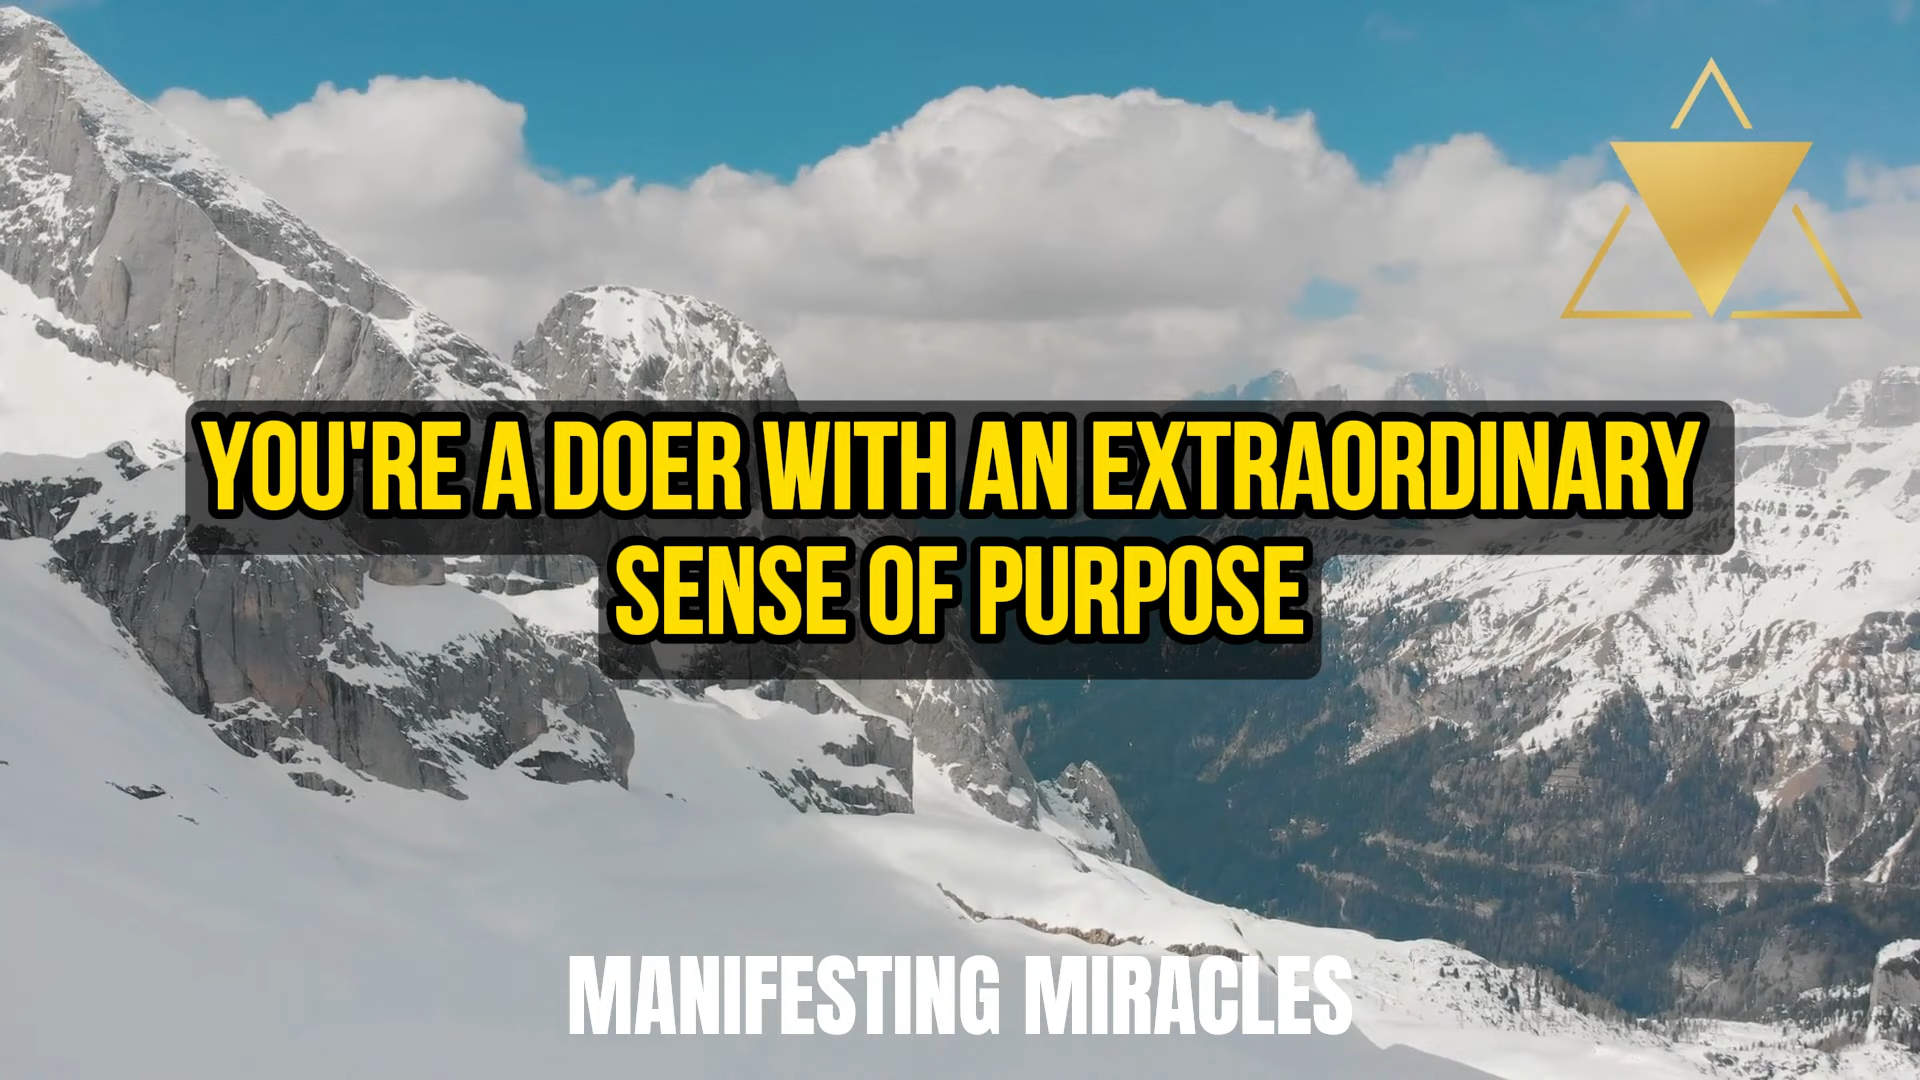 YOU'RE A DOER WITH AN EXTRAORDINARY
SENSE OF PURPOSE
MANIFESTING MIRACLES